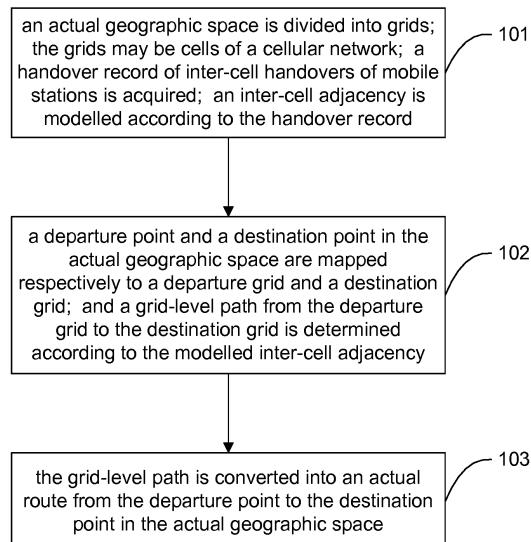 an actual geographic space is divided into grids;
the grids may be cells of a cellular network; a
handover record of inter-cell handovers of mobile
stations is acquired; an inter-cell adjacency is
modelled according to the handover record
101
a departure point and a destination point in the
actual geographic space are mapped
respectively to a departure grid and a destination
grid; and a grid-level path from the departure
grid to the destination grid is determined
according to the modelled inter-cell adjacency
102
the grid-level path is converted into an actual
route from the departure point to the destination
point in the actual geographic space
103